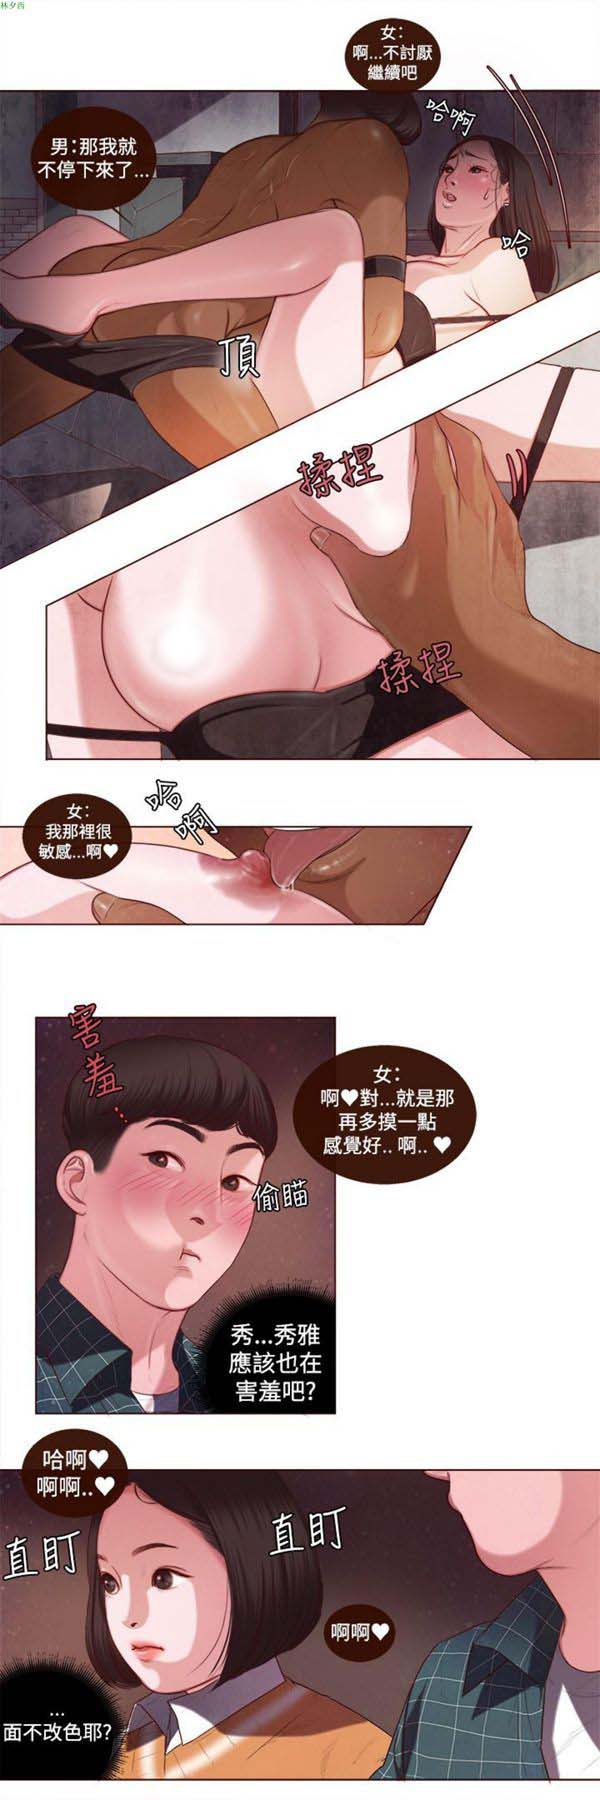 林夕西
女：
啊...不討厭
繼續吧
男：那我就
不停下來了...
哈啊
哈
頂
揉捏
揉捏
女：
我那裡很
敏感...啊♥
哈
啊
害羞...
女：
啊♥對...就是那
再多摸一點
感覺好.. 啊.. ♥
偷瞄
秀...秀雅
應該也在
害羞吧？
哈啊♥
啊啊..♥
直盯
直盯
啊啊♥
...
面不改色耶？